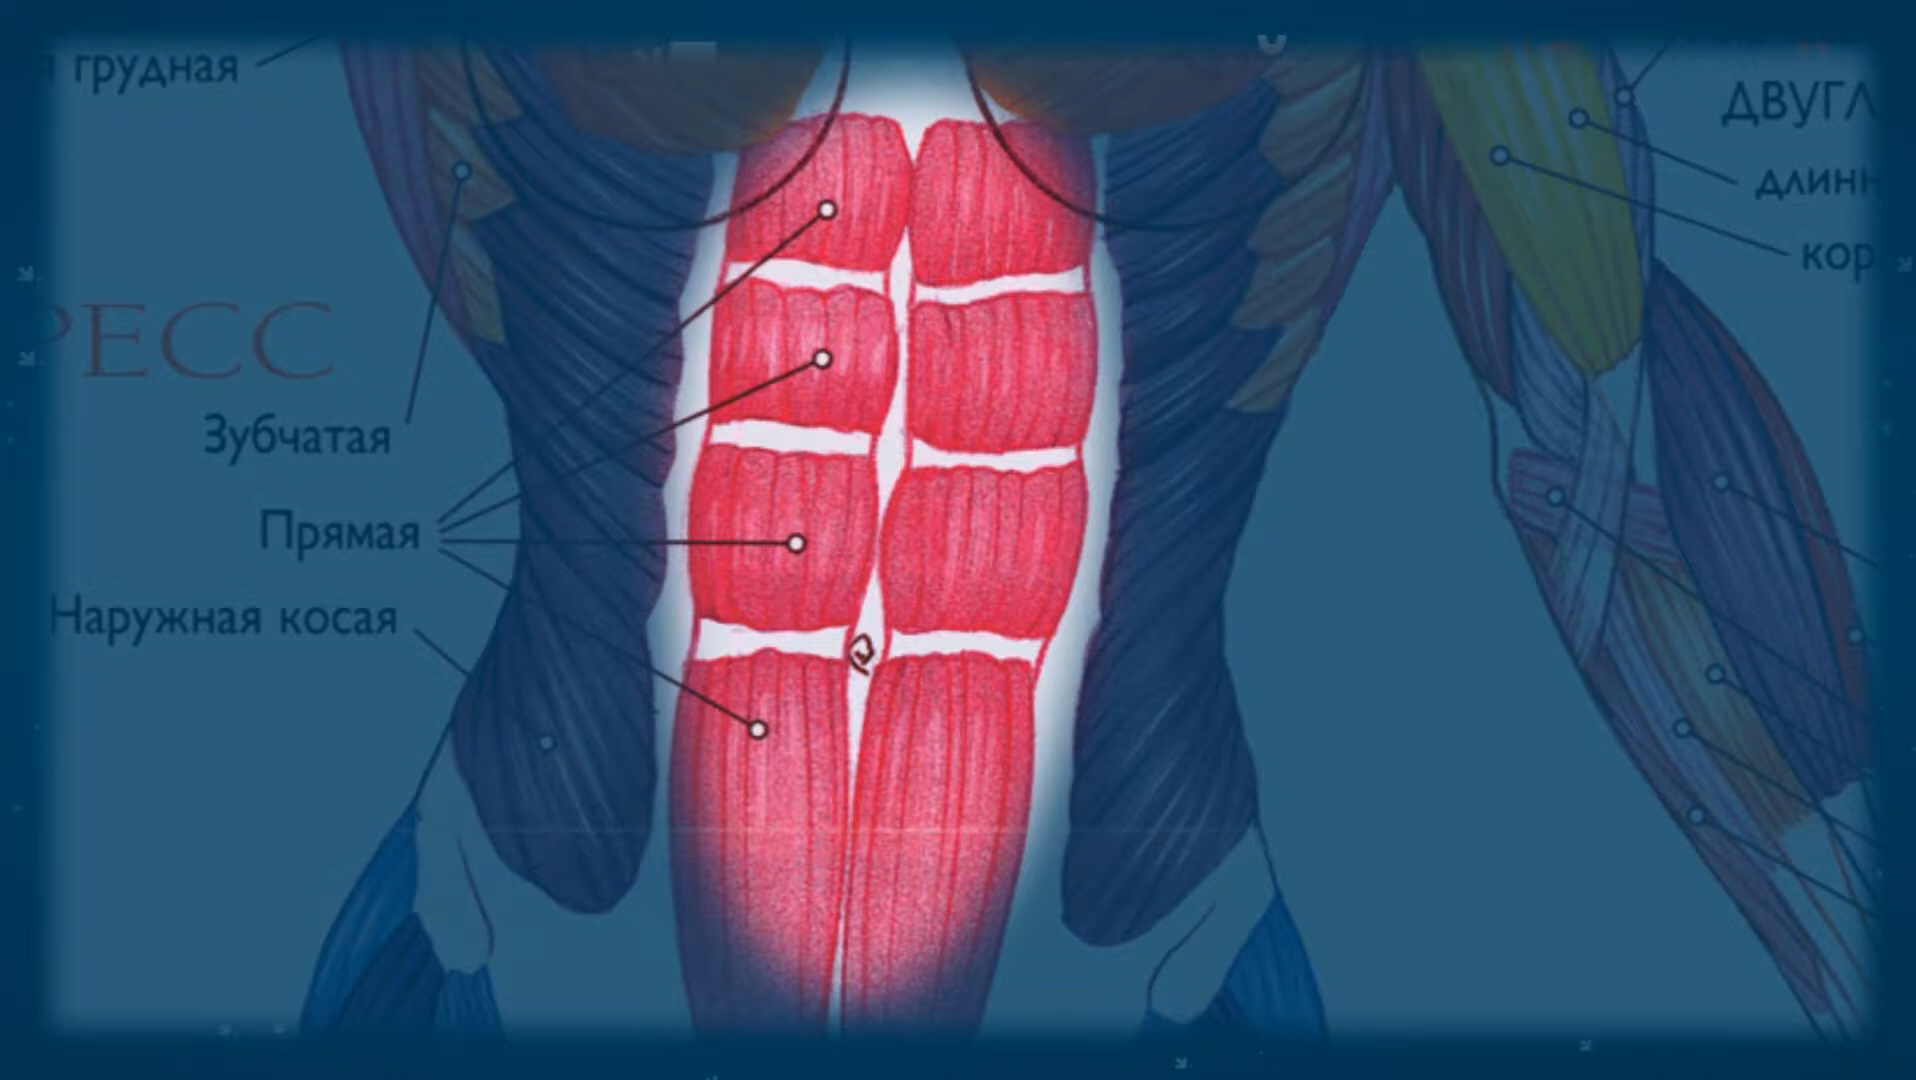 я грудная
РЕСС
Зубчатая
Прямая
Наружная косая
ДВУГЛ
длинн
кор